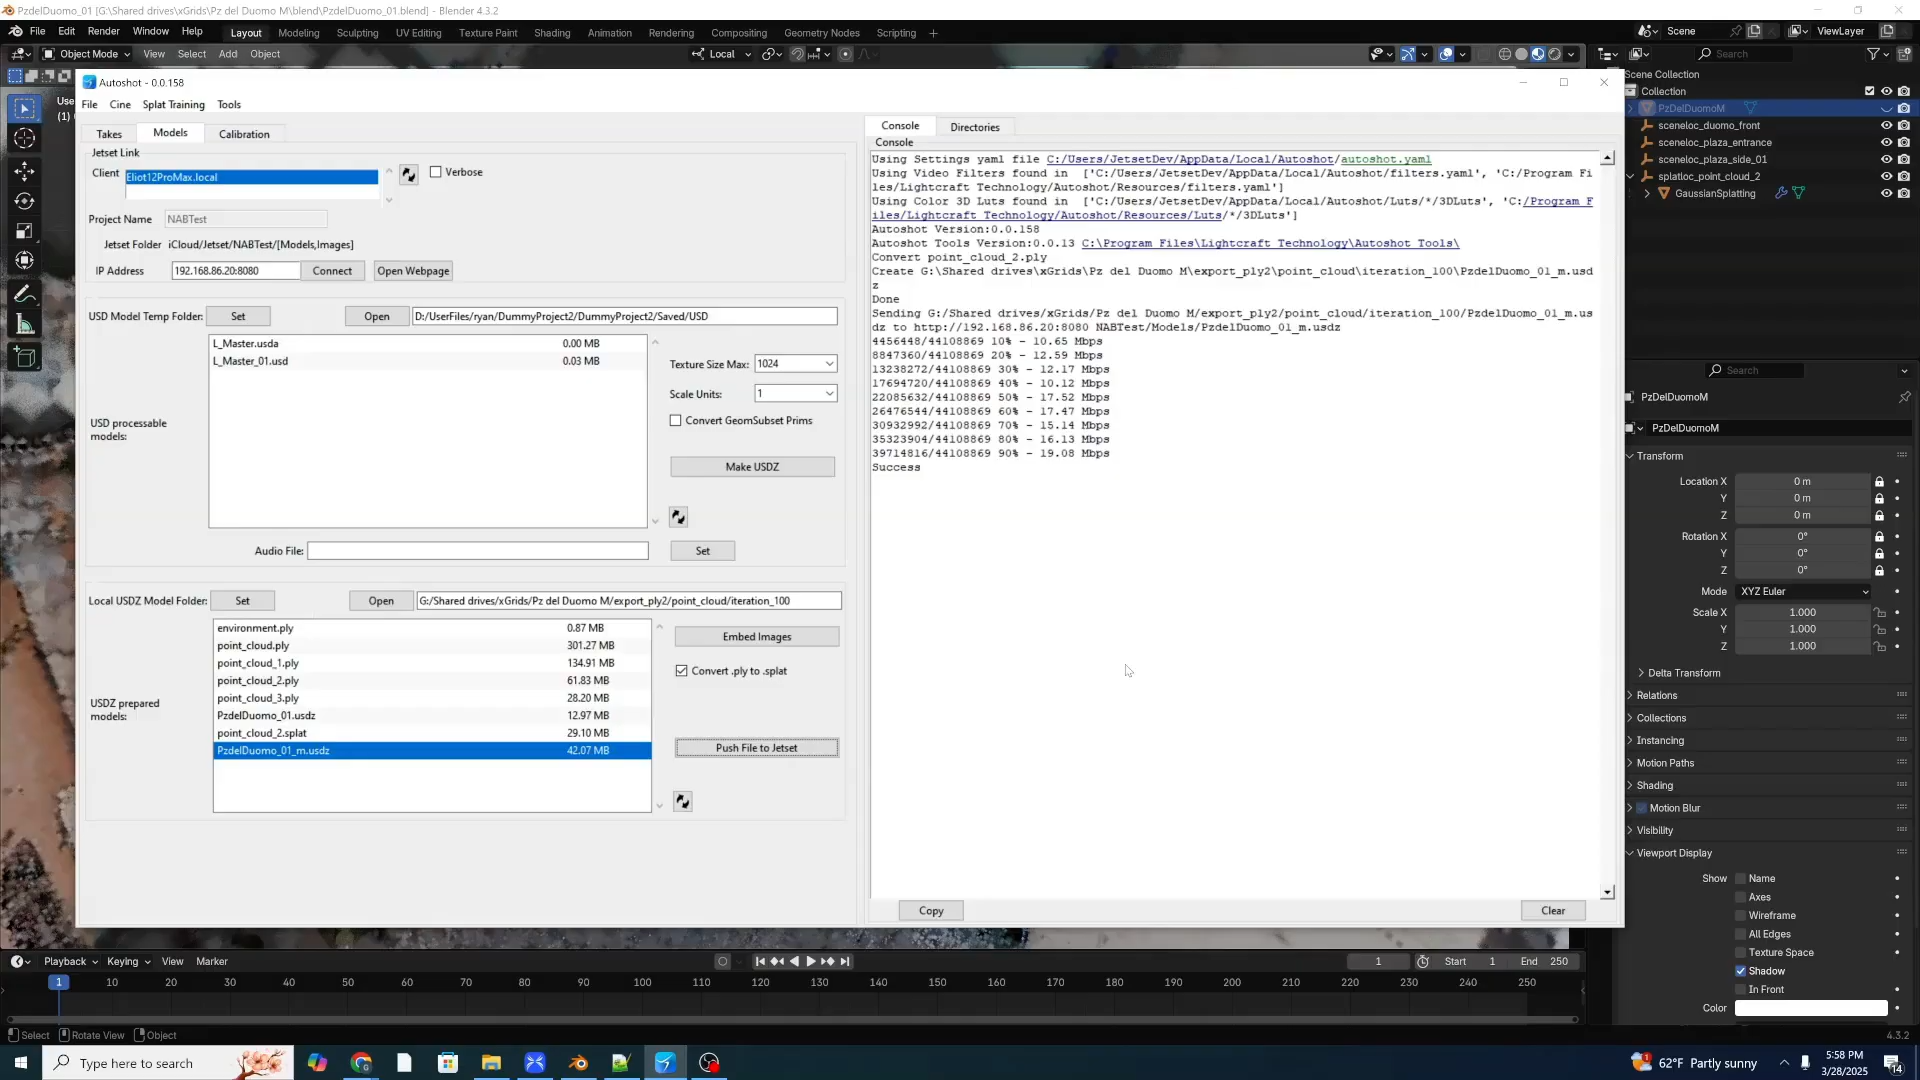 PzdelDuomo_01 [G:\Shared drives\xGrids\Pz del Duomo M\blend\PzdelDuomo_01.blend] - Blender 4.3.2
File Edit Render Window Help Layout Modeling Sculpting UV Editing Texture Paint Shading Animation Rendering Compositing Geometry Nodes Scripting + Scene ViewLayer
Object Mode View Select Add Object Local Search
Autoshot - 0.0.158
File Cine Splat Training Tools
Takes Models Calibration
Jetset Link
Client Eliot12ProMax.local Verbose
Project Name NABTest
Jetset Folder iCloud/Jetset/NABTest/[Models,Images]
IP Address 192.168.86.20:8080 Connect Open Webpage
USD Model Temp Folder: Set Open D:/UserFiles/ryan/DummyProject2/DummyProject2/Saved/USD
L_Master.usda 0.00 MB
L_Master_01.usd 0.03 MB
Texture Size Max: 1024
Scale Units: 1
Convert GeomSubset Prims
USD processable
models:
Make USDZ
Audio File: Set
Local USDZ Model Folder: Set Open G:/Shared drives/xGrids/Pz del Duomo M/export_ply2/point_cloud/iteration_100
environment.ply 0.87 MB
point_cloud.ply 301.27 MB
point_cloud_1.ply 134.91 MB
point_cloud_2.ply 61.83 MB
point_cloud_3.ply 28.20 MB
PzdelDuomo_01.usdz 12.97 MB
point_cloud_2.splat 29.10 MB
PzdelDuomo_01_m.usdz 42.07 MB
USDZ prepared
models:
Embed Images
Convert .ply to .splat
Push File to Jetset
Console Directories
Console
Using Settings yaml file C:/Users/JetsetDev/AppData/Local/Autoshot/autoshot.yaml
Using Video Filters found in ['C:/Users/JetsetDev/AppData/Local/Autoshot/filters.yaml', 'C:/Program Fi
les/Lightcraft Technology/Autoshot/Resources/filters.yaml']
Using Color 3D Luts found in ['C:/Users/JetsetDev/AppData/Local/Autoshot/Luts/*/3DLuts', 'C:/Program F
iles/Lightcraft Technology/Autoshot/Resources/Luts/*/3DLuts']
Autoshot Version:0.0.158
Autoshot Tools Version:0.0.13 C:\Program Files\Lightcraft Technology\Autoshot Tools\
Convert point_cloud_2.ply
Create G:\Shared drives\xGrids\Pz del Duomo M\export_ply2\point_cloud\iteration_100\PzdelDuomo_01_m.usd
z
Done
Sending G:/Shared drives/xGrids/Pz del Duomo M/export_ply2/point_cloud/iteration_100/PzdelDuomo_01_m.us
dz to http://192.168.86.20:8080 NABTest/Models/PzdelDuomo_01_m.usdz
4456448/44108869 10% - 10.65 Mbps
8847360/44108869 20% - 12.59 Mbps
13238272/44108869 30% - 12.17 Mbps
17694720/44108869 40% - 10.12 Mbps
22085632/44108869 50% - 17.52 Mbps
26476544/44108869 60% - 17.47 Mbps
30932992/44108869 70% - 15.14 Mbps
35323904/44108869 80% - 16.13 Mbps
39714816/44108869 90% - 19.08 Mbps
Success
Copy Clear
Use
(1)
Scene Collection
Collection
PzDelDuomoM
sceneloc_duomo_front
sceneloc_plaza_entrance
sceneloc_plaza_side_01
splatloc_point_cloud_2
GaussianSplatting
Search
PzDelDuomoM
PzDelDuomoM
Transform
Location X 0 m
Y 0 m
Z 0 m
Rotation X 0°
Y 0°
Z 0°
Mode XYZ Euler
Scale X 1.000
Y 1.000
Z 1.000
Delta Transform
Relations
Collections
Instancing
Motion Paths
Shading
Motion Blur
Visibility
Viewport Display
Show Name
Axes
Wireframe
All Edges
Texture Space
Shadow
In Front
Color
Playback Keying View Marker 1 Start 1 End 250
1 10 20 30 40 50 60 70 80 90 100 110 120 130 140 150 160 170 180 190 200 210 220 230 240 250
Select Rotate View Object 4.3.2
Type here to search 1 62°F Partly sunny 5:58 PM
3/28/2025 14